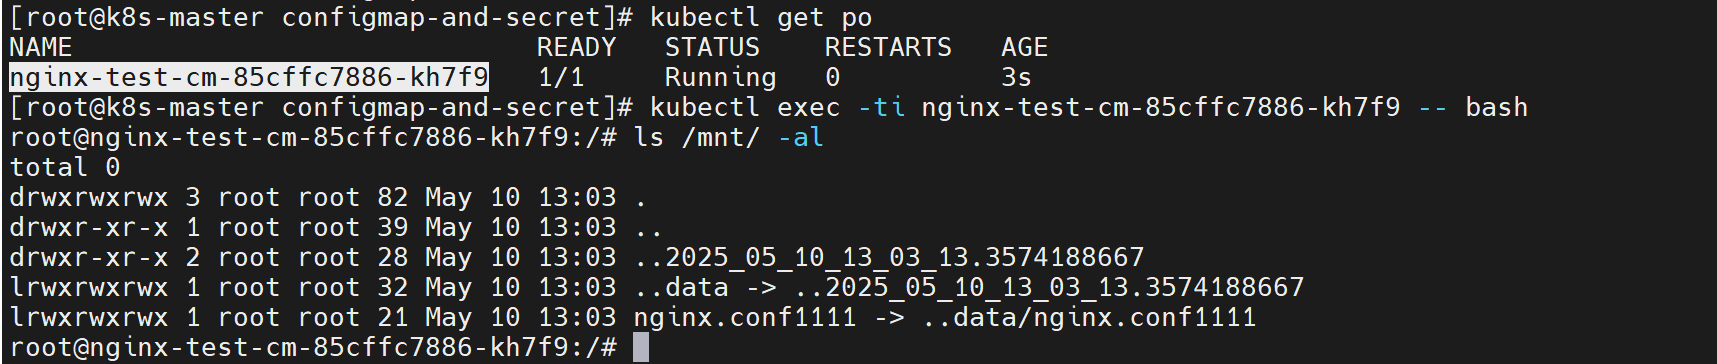 [root@k8s-master configmap-and-secret]# kubectl get po
NAME                             READY   STATUS    RESTARTS   AGE
nginx-test-cm-85cffc7886-kh7f9   1/1     Running   0          3s
[root@k8s-master configmap-and-secret]# kubectl exec -ti nginx-test-cm-85cffc7886-kh7f9 -- bash
root@nginx-test-cm-85cffc7886-kh7f9:/# ls /mnt/ -al
total 0
drwxrwxrwx 3 root root 82 May 10 13:03 .
drwxr-xr-x 1 root root 39 May 10 13:03 ..
drwxr-xr-x 2 root root 28 May 10 13:03 ..2025_05_10_13_03_13.3574188667
lrwxrwxrwx 1 root root 32 May 10 13:03 ..data -> ..2025_05_10_13_03_13.3574188667
lrwxrwxrwx 1 root root 21 May 10 13:03 nginx.conf1111 -> ..data/nginx.conf1111
root@nginx-test-cm-85cffc7886-kh7f9:/#